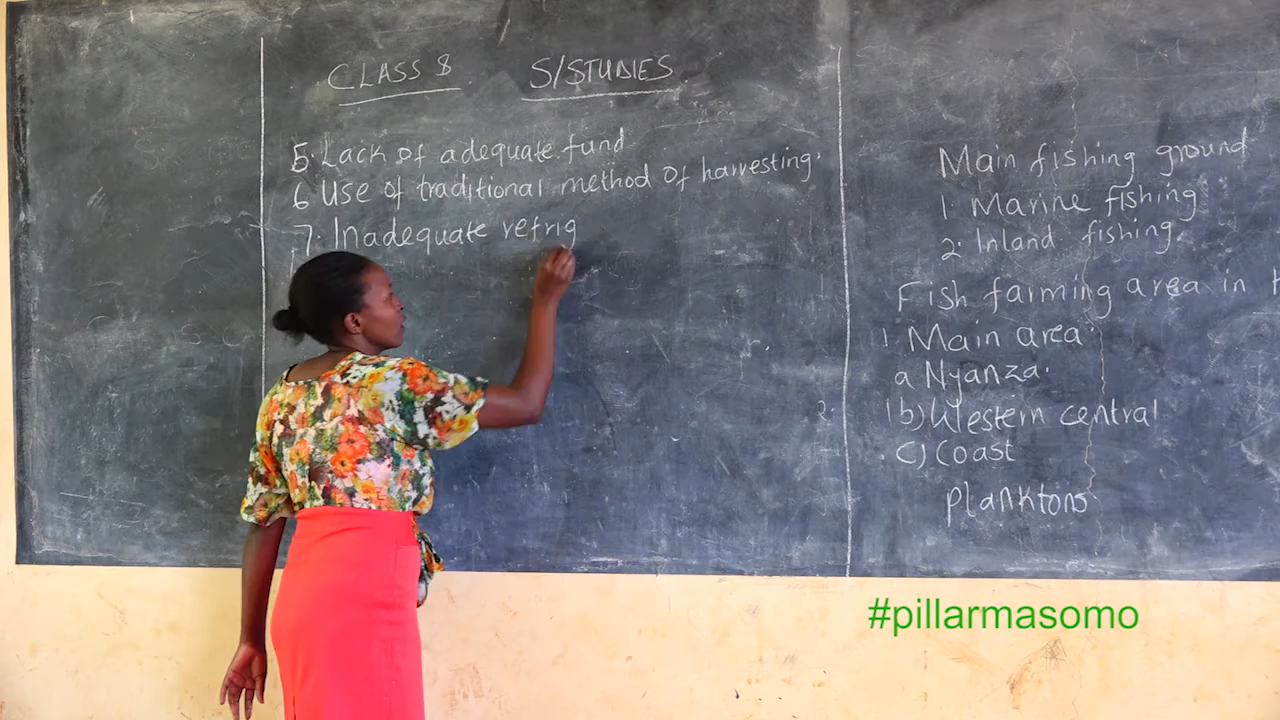 CLASS 8 S/STUDIES
5. Lack of adequate fund
6 Use of traditional method of harvesting.
7. Inadequate refrig
Main fishing ground
1. Marine fishing
2. Inland fishing.
Fish farming area in
1. Main area.
a Nyanza.
b) Western central
c) Coast
planktons
#pillarmasomo